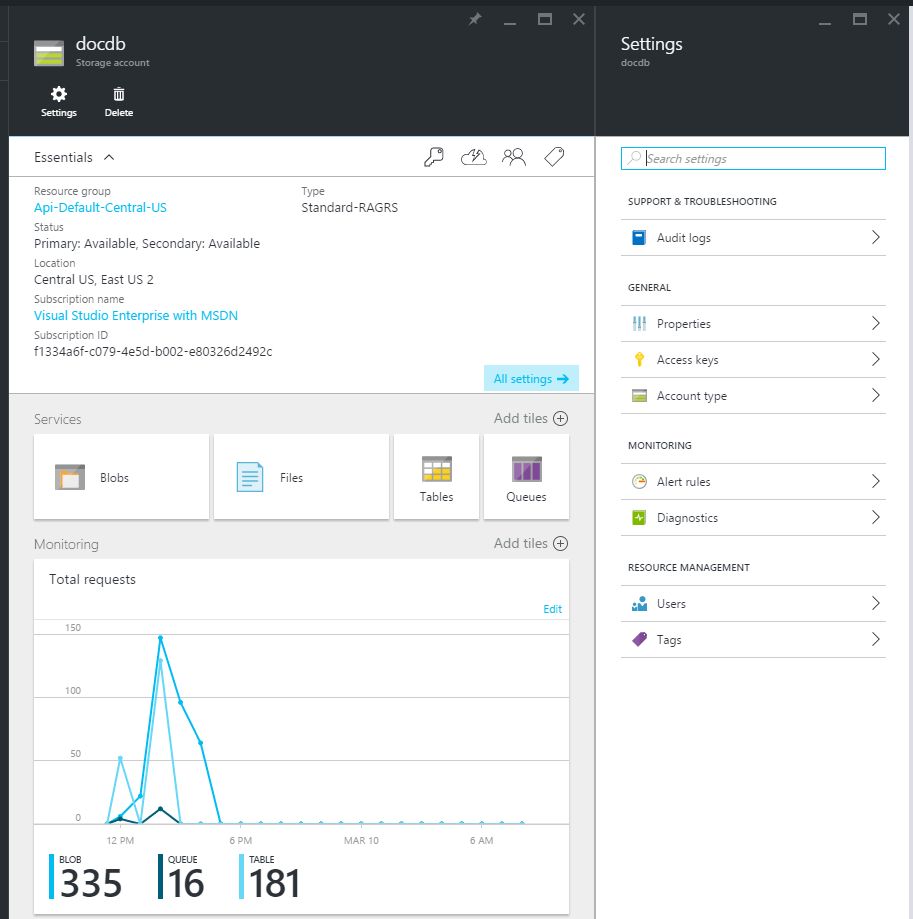 docdb
Storage account
Settings
Delete
Essentials
Resource group
Api-Default-Central-US
Status
Primary: Available, Secondary: Available
Location
Central US, East US 2
Subscription name
Visual Studio Enterprise with MSDN
Subscription ID
f1334a6f-c079-4e5d-b002-e80326d2492c
Type
Standard-RAGRS
All settings
Services
Add tiles
Blobs
Files
Tables
Queues
Monitoring
Add tiles
Total requests
Edit
150
100
50
0
12 PM
6 PM
MAR 10
6 AM
BLOB
335
QUEUE
16
TABLE
181
Settings
docdb
Search settings
SUPPORT & TROUBLESHOOTING
Audit logs
GENERAL
Properties
Access keys
Account type
MONITORING
Alert rules
Diagnostics
RESOURCE MANAGEMENT
Users
Tags